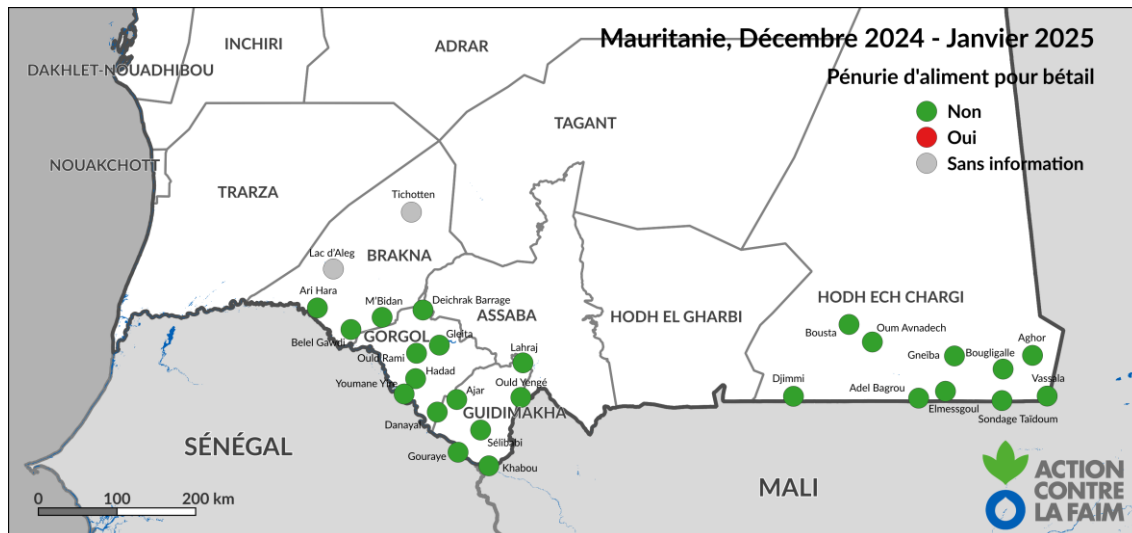 Mauritanie, Décembre 2024 - Janvier 2025
Pénurie d'aliment pour bétail
Non
Oui
Sans information
INCHIRI
ADRAR
DAKHLET-NOUADHIBOU
TAGANT
NOUAKCHOTT
TRARZA
Tichotten
Lac d'Aleg
BRAKNA
Ari Hara
M'Bidan
Deichrak Barrage
ASSABA
HODH EL GHARBI
HODH ECH CHARGI
Belel Gawdi
GORGOL
Gleita
Ould Rami
Lahraj
Hadad
Youmane Yire
Ajar
Ould Yengé
GUIDIMAKHA
Danayal
Sélibabi
Gouraye
Khabou
Bousta
Oum Avnadech
Gneiba
Bougligalle
Aghor
Vassala
Djimmi
Adel Bagrou
Elmessgoul
Sondage Taïdoum
SÉNÉGAL
MALI
0 100 200 km
ACTION
CONTRE
LA FAIM